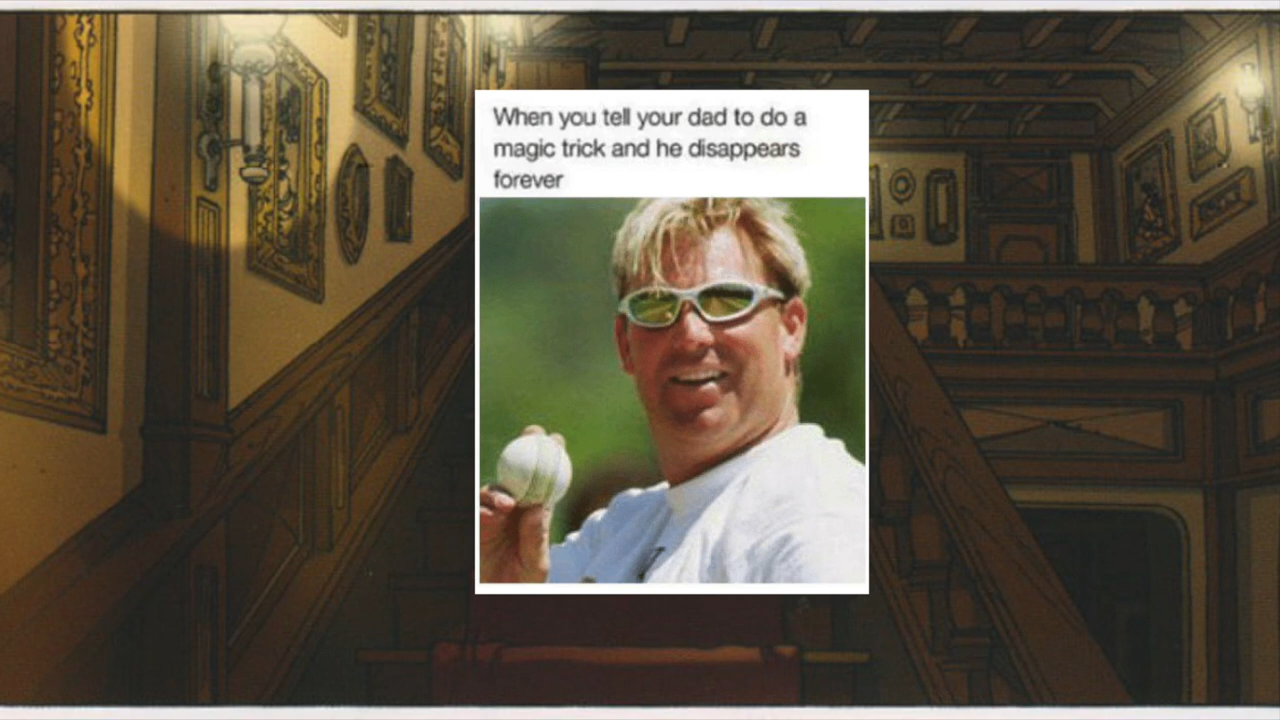 When you tell your dad to do a
magic trick and he disappears
forever